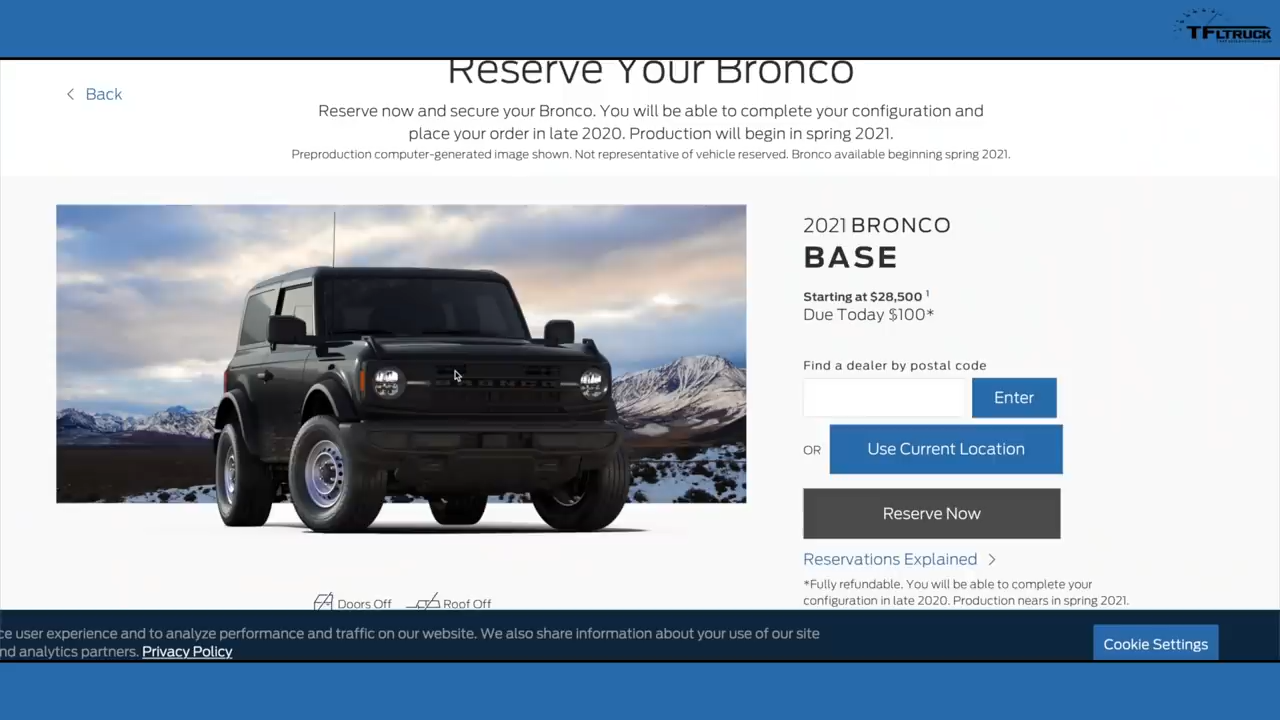 TFLTRUCK
Reserve Your Bronco
Back
Reserve now and secure your Bronco. You will be able to complete your configuration and
place your order in late 2020. Production will begin in spring 2021.
Preproduction computer-generated image shown. Not representative of vehicle reserved. Bronco available beginning spring 2021.
2021 BRONCO
BASE
Starting at $28,500 1
Due Today $100*
Find a dealer by postal code
Enter
OR
Use Current Location
Reserve Now
Reservations Explained
*Fully refundable. You will be able to complete your
configuration in late 2020. Production nears in spring 2021.
BRONCO
Doors Off
Roof Off
ce user experience and to analyze performance and traffic on our website. We also share information about your use of our site
nd analytics partners. Privacy Policy
Cookie Settings